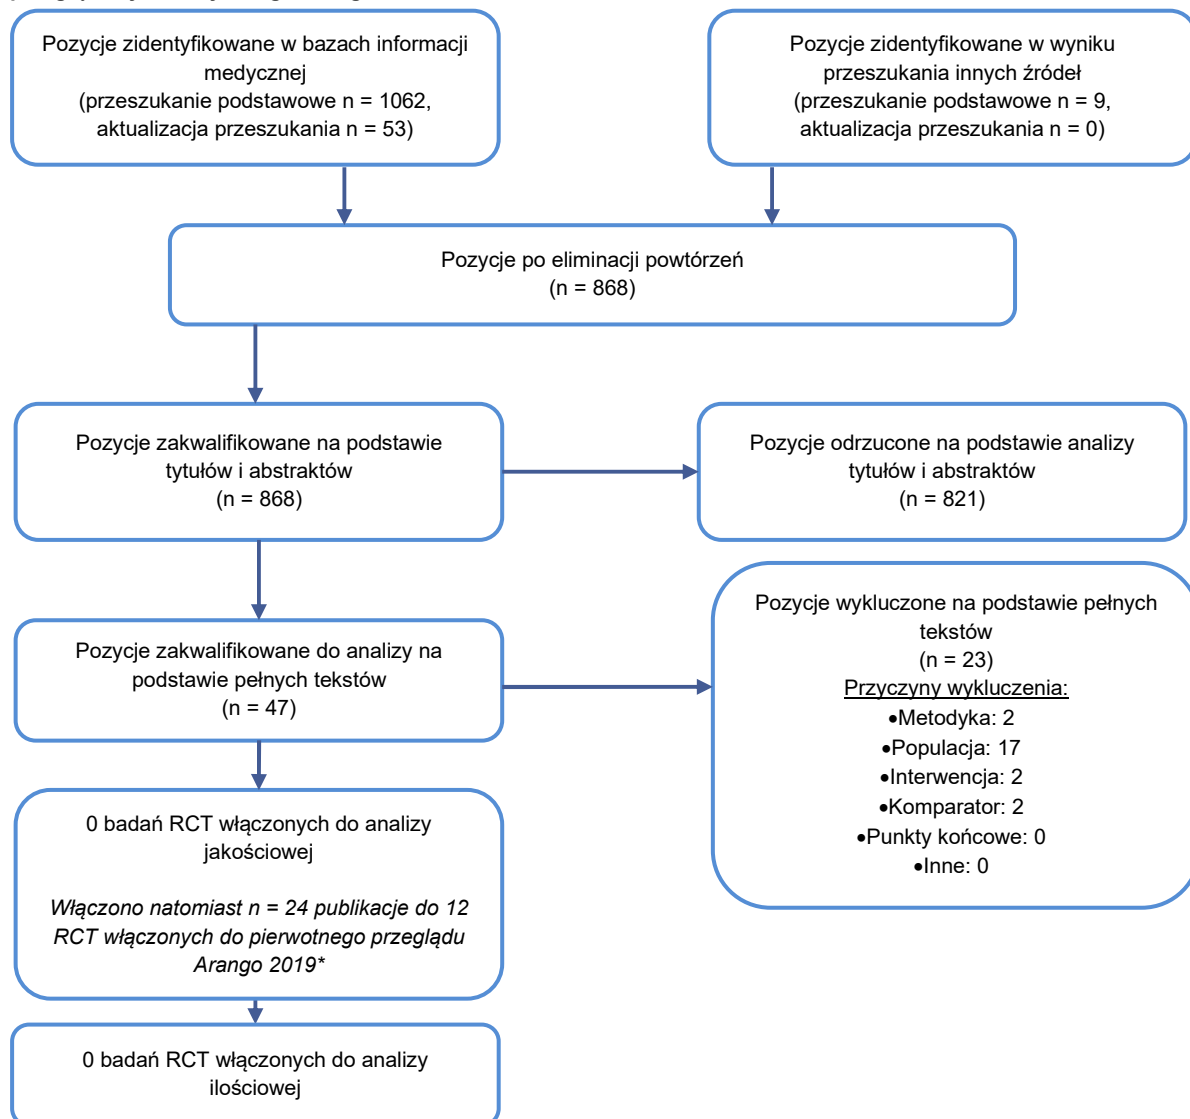 Pozycje zidentyfikowane w bazach informacji
medycznej
(przeszukanie podstawowe n = 1062,
aktualizacja przeszukania n = 53)
Pozycje zidentyfikowane w wyniku
przeszukania innych źródeł
(przeszukanie podstawowe n = 9,
aktualizacja przeszukania n = 0)
Pozycje po eliminacji powtórzeń
(n = 868)
Pozycje zakwalifikowane na podstawie
tytułów i abstraktów
(n = 868)
Pozycje odrzucone na podstawie analizy
tytułów i abstraktów
(n = 821)
Pozycje zakwalifikowane do analizy na
podstawie pełnych tekstów
(n = 47)
Pozycje wykluczone na podstawie pełnych
tekstów
(n = 23)
Przyczyny wykluczenia:
•Metodyka: 2
•Populacja: 17
•Interwencja: 2
•Komparator: 2
•Punkty końcowe: 0
•Inne: 0
0 badań RCT włączonych do analizy
jakościowej
Włączono natomiast n = 24 publikacje do 12
RCT włączonych do pierwotnego przeglądu
Arango 2019*
0 badań RCT włączonych do analizy
ilościowej